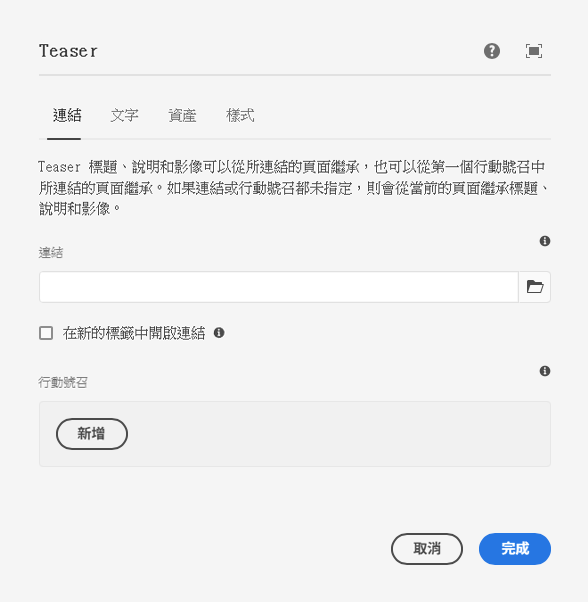 Teaser
連結 文字 資產 樣式
Teaser 標題、說明和影像可以從所連結的頁面繼承，也可以從第一個行動號召中
所連結的頁面繼承。如果連結或行動號召都未指定，則會從當前的頁面繼承標題、
說明和影像。
連結
在新的標籤中開啟連結
行動號召
新增
取消 完成